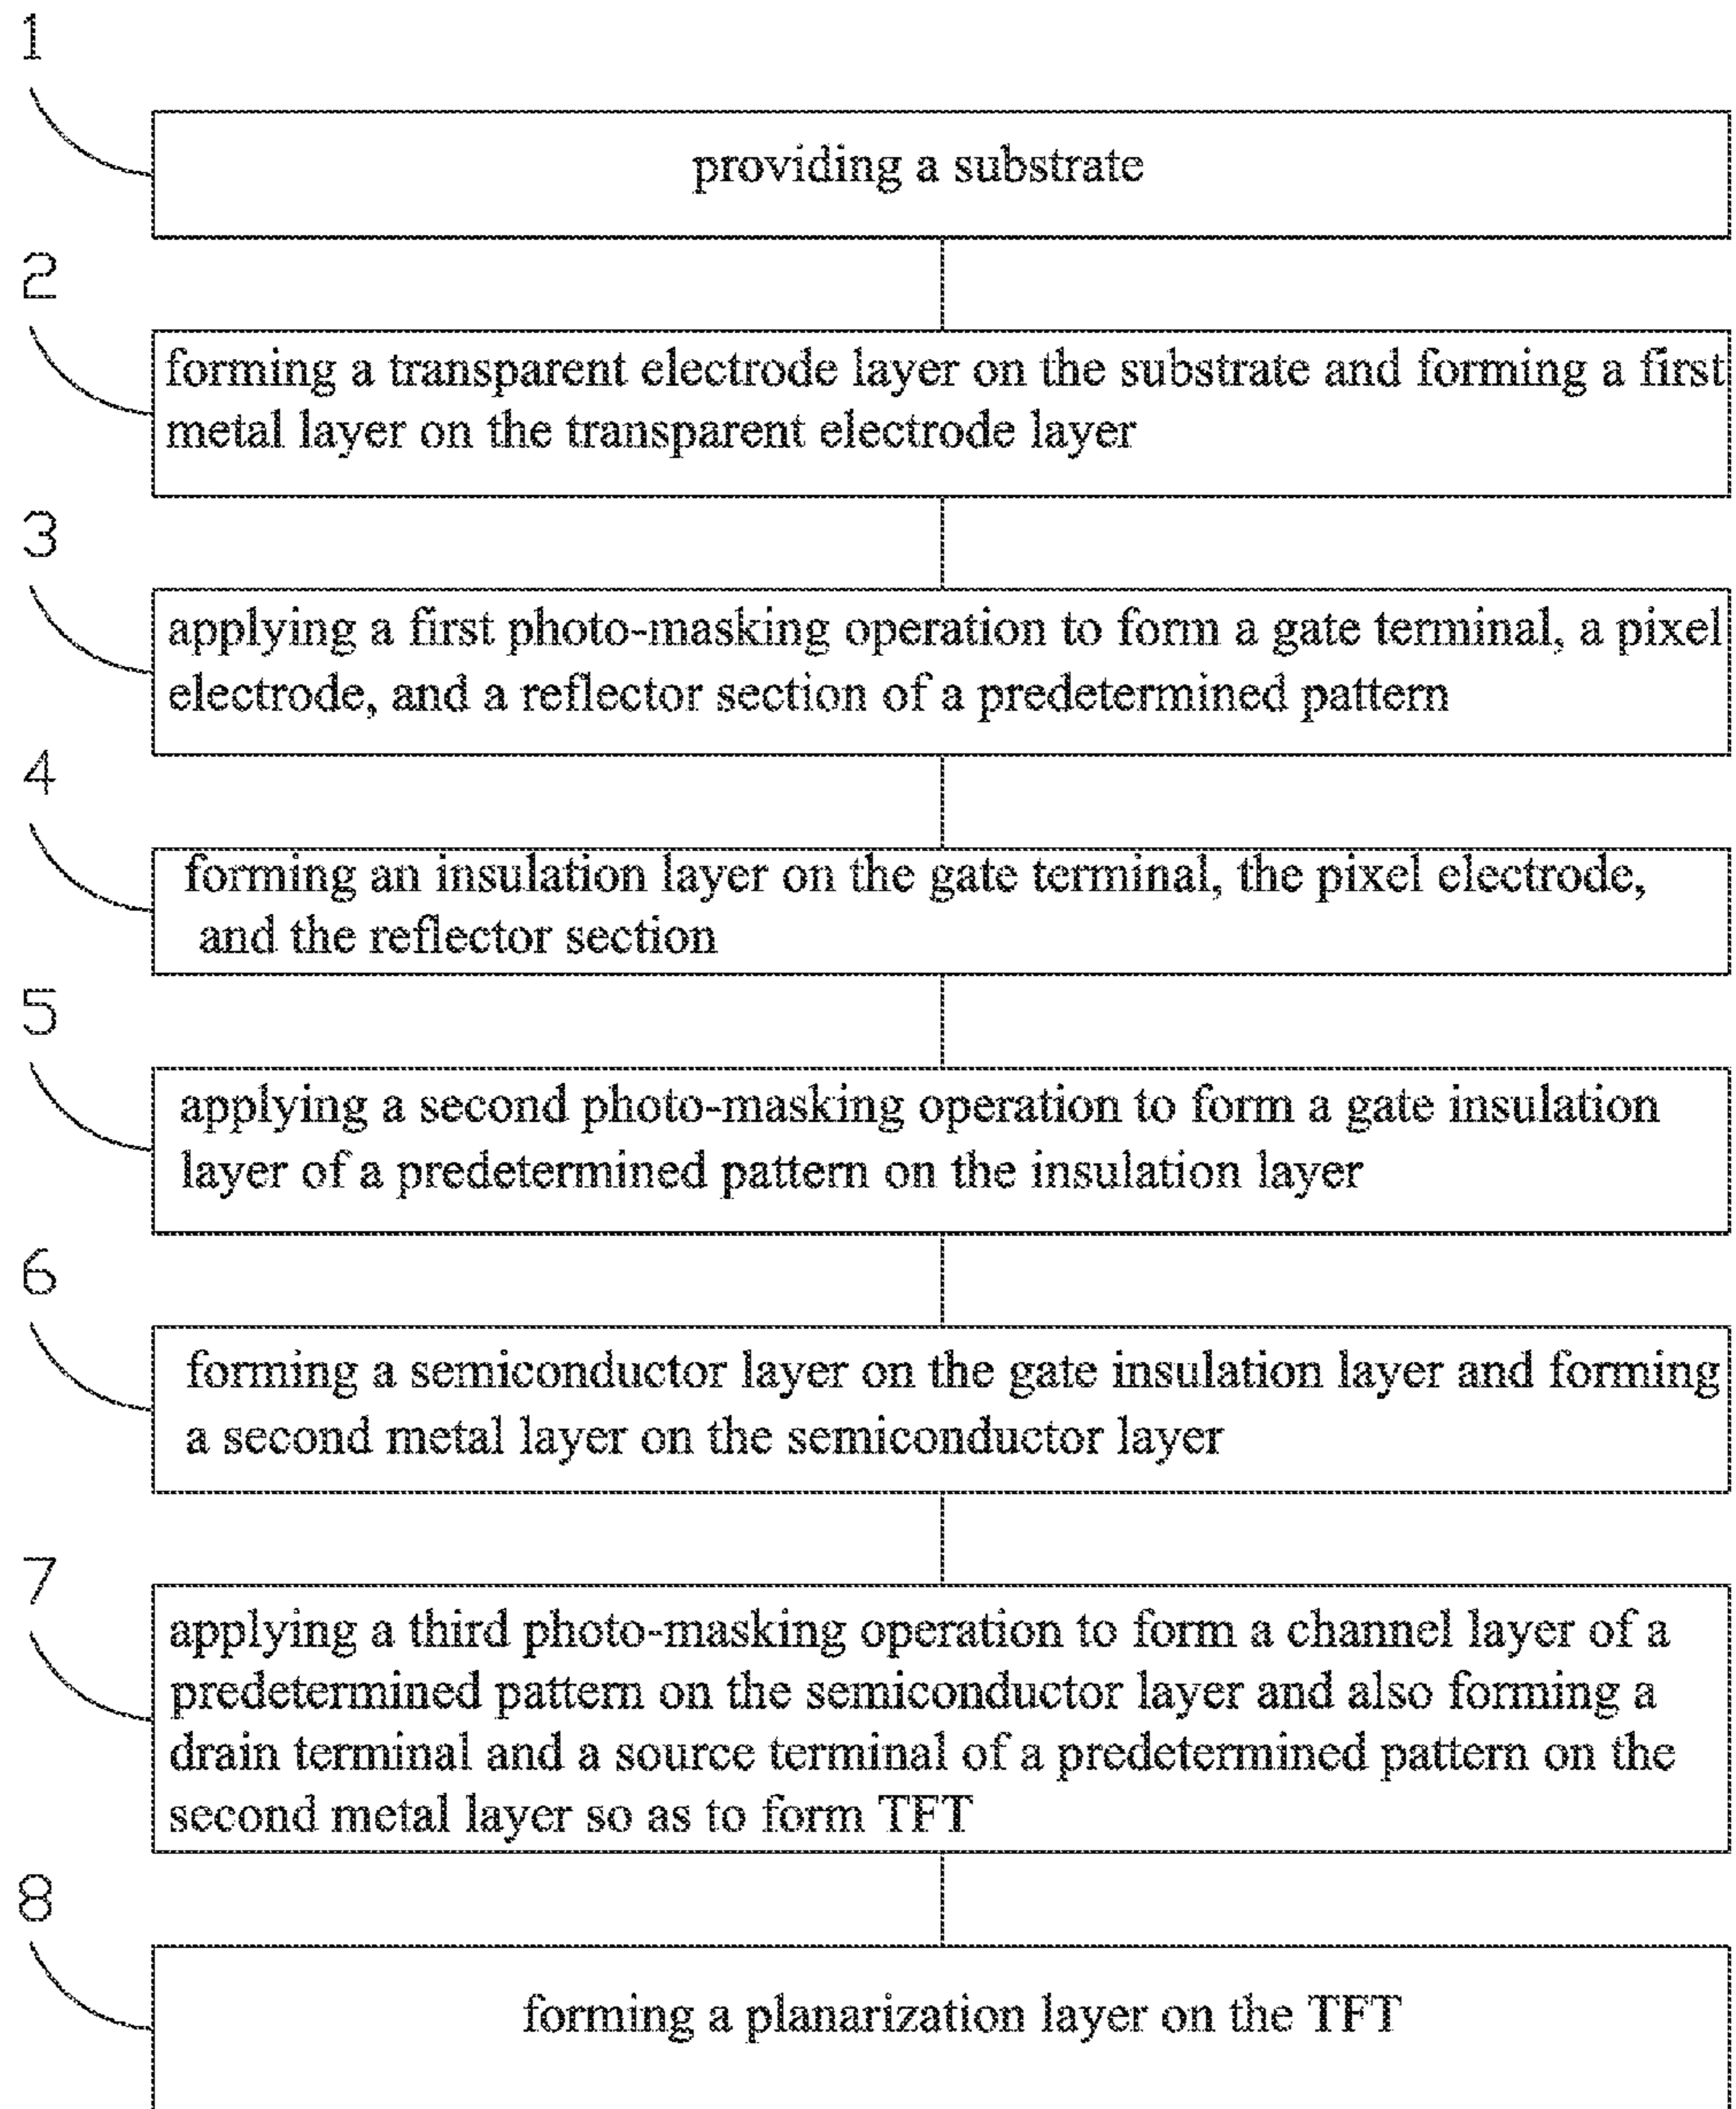 1
providing a substrate
2
forming a transparent electrode layer on the substrate and forming a first
metal layer on the transparent electrode layer
3
applying a first photo-masking operation to form a gate terminal, a pixel
electrode, and a reflector section of a predetermined pattern
4
forming an insulation layer on the gate terminal, the pixel electrode,
and the reflector section
5
applying a second photo-masking operation to form a gate insulation
layer of a predetermined pattern on the insulation layer
6
forming a semiconductor layer on the gate insulation layer and forming
a second metal layer on the semiconductor layer
7
applying a third photo-masking operation to form a channel layer of a
predetermined pattern on the semiconductor layer and also forming a
drain terminal and a source terminal of a predetermined pattern on the
second metal layer so as to form TFT
8
forming a planarization layer on the TFT